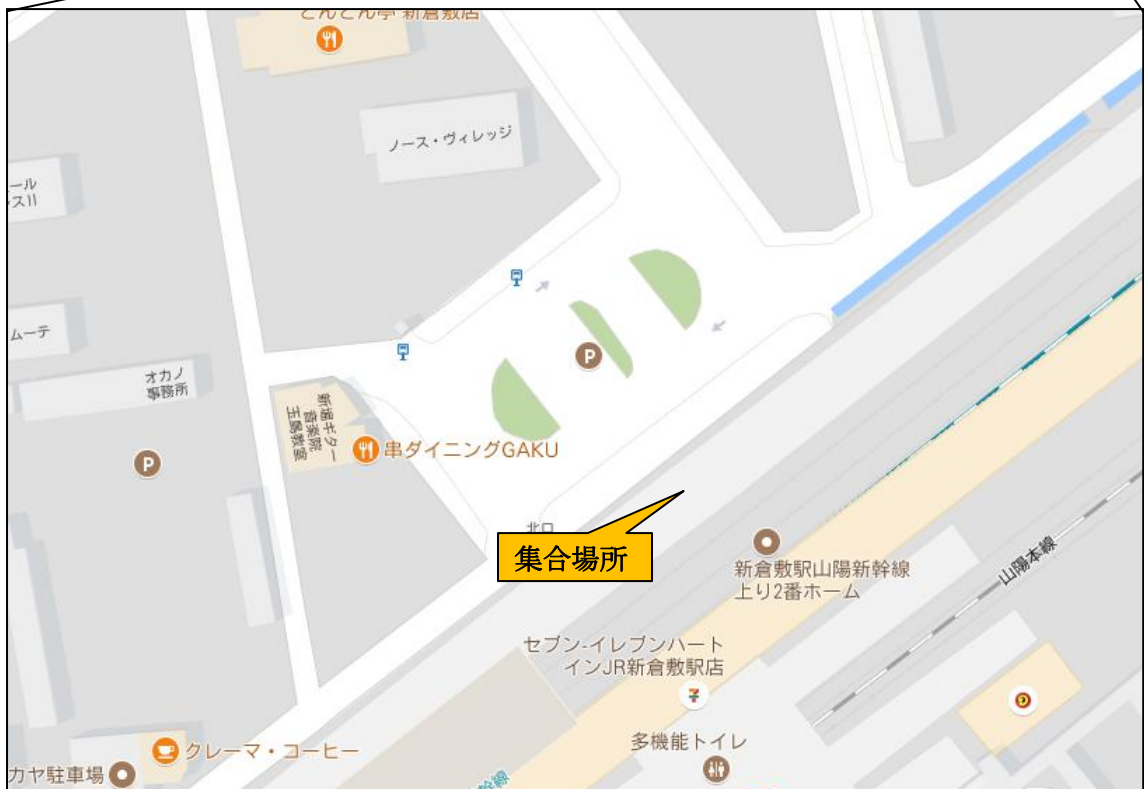 とんとん亭 新倉敷店
ノース・ヴィレッジ
ール
スII
ムーテ
オカノ
事務所
P
新堀ギター
音楽院
玉島教室
串ダイニングGAKU
P
北口
集合場所
新倉敷駅山陽新幹線
上り2番ホーム
山陽本線
セブン-イレブンハート
インJR新倉敷駅店
7
多機能トイレ
クレーマ・コーヒー
カヤ駐車場
幹線